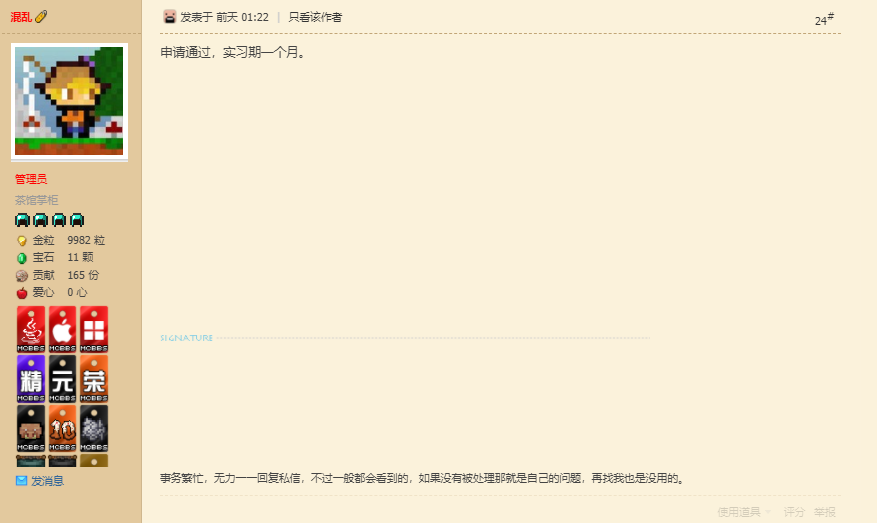 混乱
发表于 前天 01:22 | 只看该作者
24#
申请通过，实习期一个月。
管理员
茶馆掌柜
金粒 9982 粒
宝石 11 颗
贡献 165 份
爱心 0 心
MCBBS MCBBS MCBBS
精 元 荣
MCBBS MCBBS MCBBS
10
MCBBS MCBBS MCBBS
SIGNATURE
发消息
事务繁忙，无力一一回复私信，不过一般都会看到的，如果没有被处理那就是自己的问题，再找我也是没用的。
使用道具 评分 举报